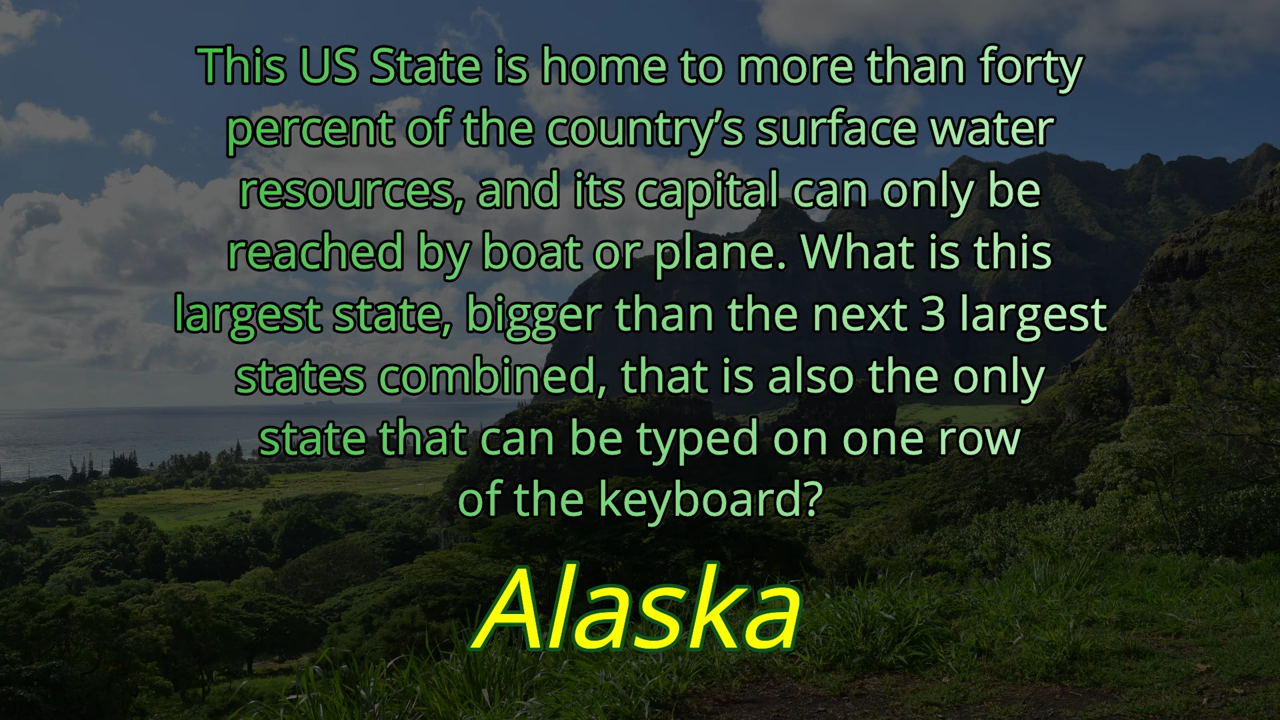 This US State is home to more than forty
percent of the country’s surface water
resources, and its capital can only be
reached by boat or plane. What is this
largest state, bigger than the next 3 largest
states combined, that is also the only
state that can be typed on one row
of the keyboard?
Alaska